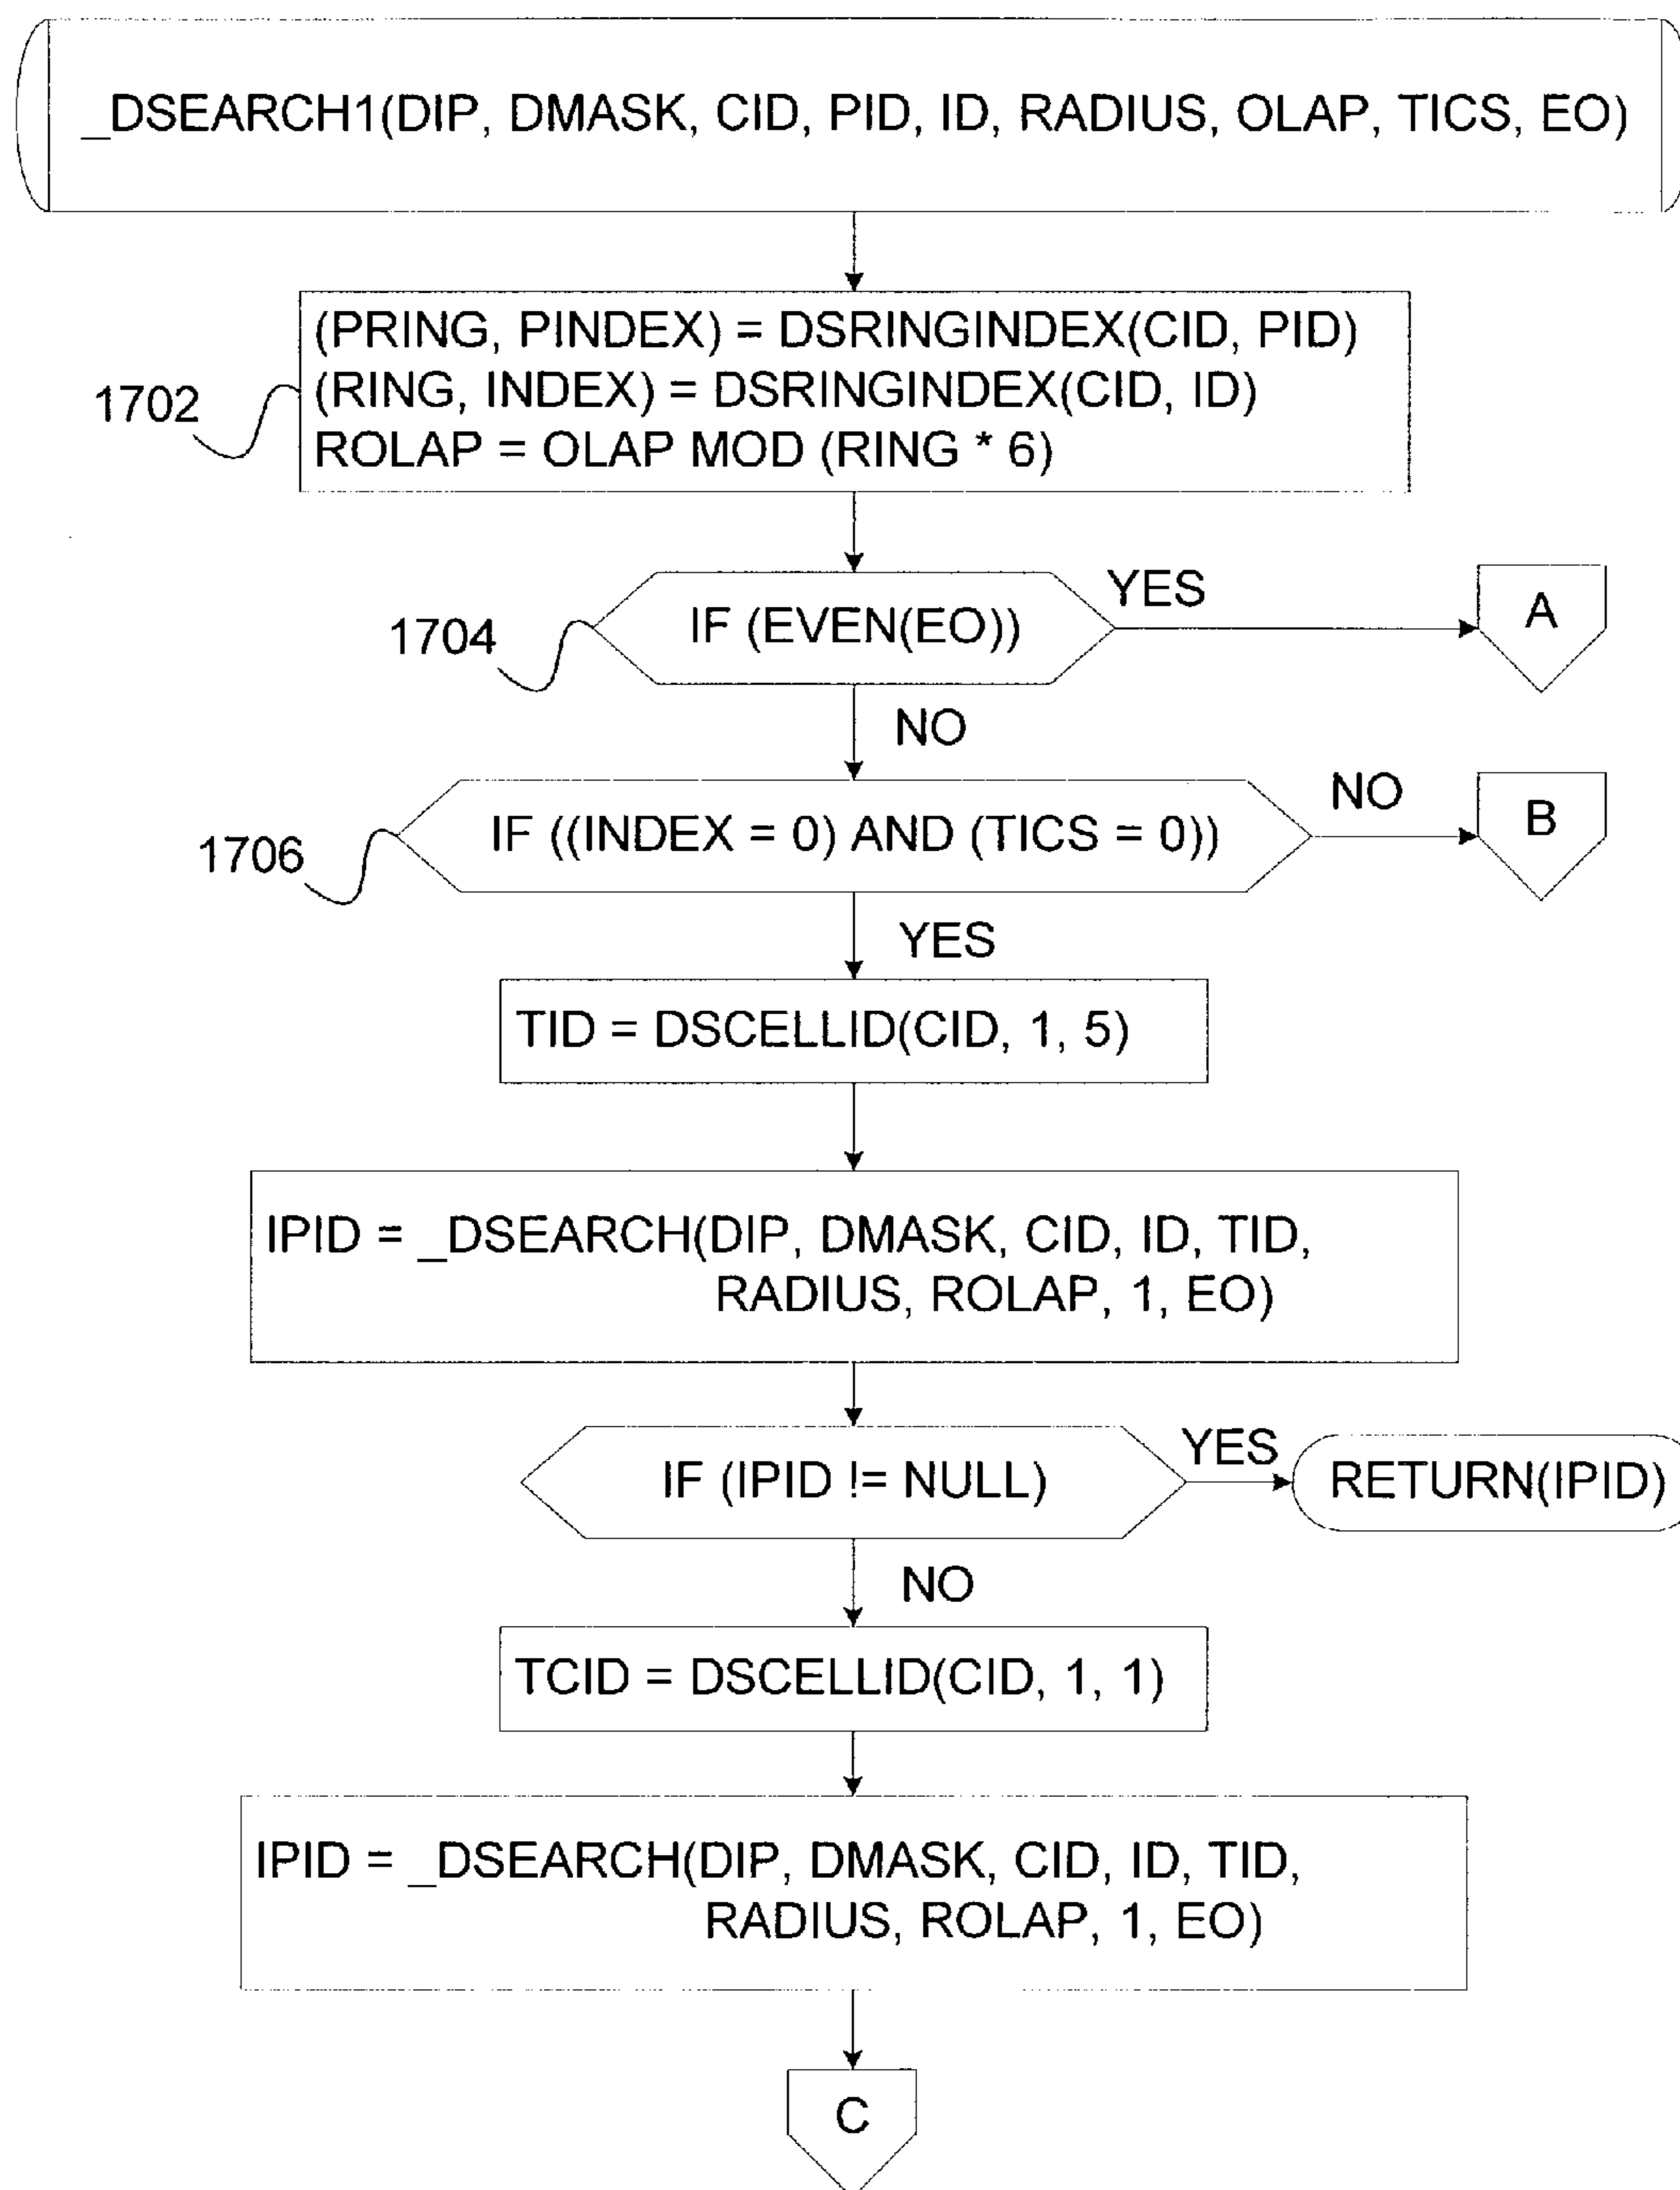 _DSEARCH1(DIP, DMASK, CID, PID, ID, RADIUS, OLAP, TICS, EO)
(PRING, PINDEX) = DSRINGINDEX(CID, PID)
(RING, INDEX) = DSRINGINDEX(CID, ID)
ROLAP = OLAP MOD (RING * 6)
1702
IF (EVEN(EO))
YES
A
1704
NO
IF ((INDEX = 0) AND (TICS = 0))
NO
B
1706
YES
TID = DSCELLID(CID, 1, 5)
IPID = _DSEARCH(DIP, DMASK, CID, ID, TID,
RADIUS, ROLAP, 1, EO)
IF (IPID != NULL)
YES
RETURN(IPID)
NO
TCID = DSCELLID(CID, 1, 1)
IPID = _DSEARCH(DIP, DMASK, CID, ID, TID,
RADIUS, ROLAP, 1, EO)
C